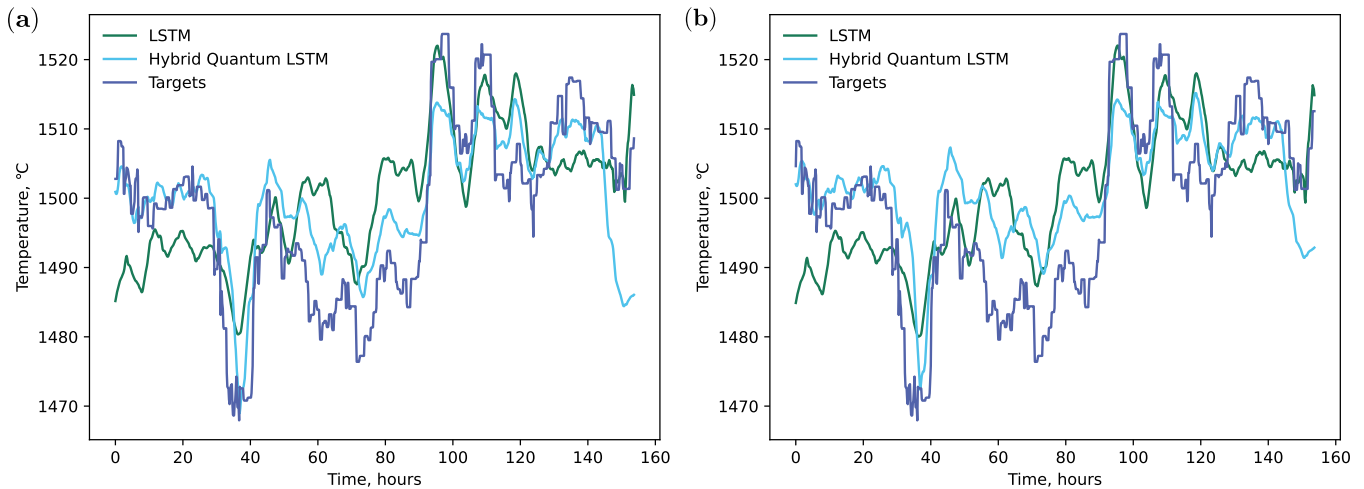 (a)
LSTM
Hybrid Quantum LSTM
Targets
1520
1510
1500
1490
1480
1470
Temperature, °C
0 20 40 60 80 100 120 140 160
Time, hours
(b)
LSTM
Hybrid Quantum LSTM
Targets
1520
1510
1500
1490
1480
1470
Temperature, °C
0 20 40 60 80 100 120 140 160
Time, hours